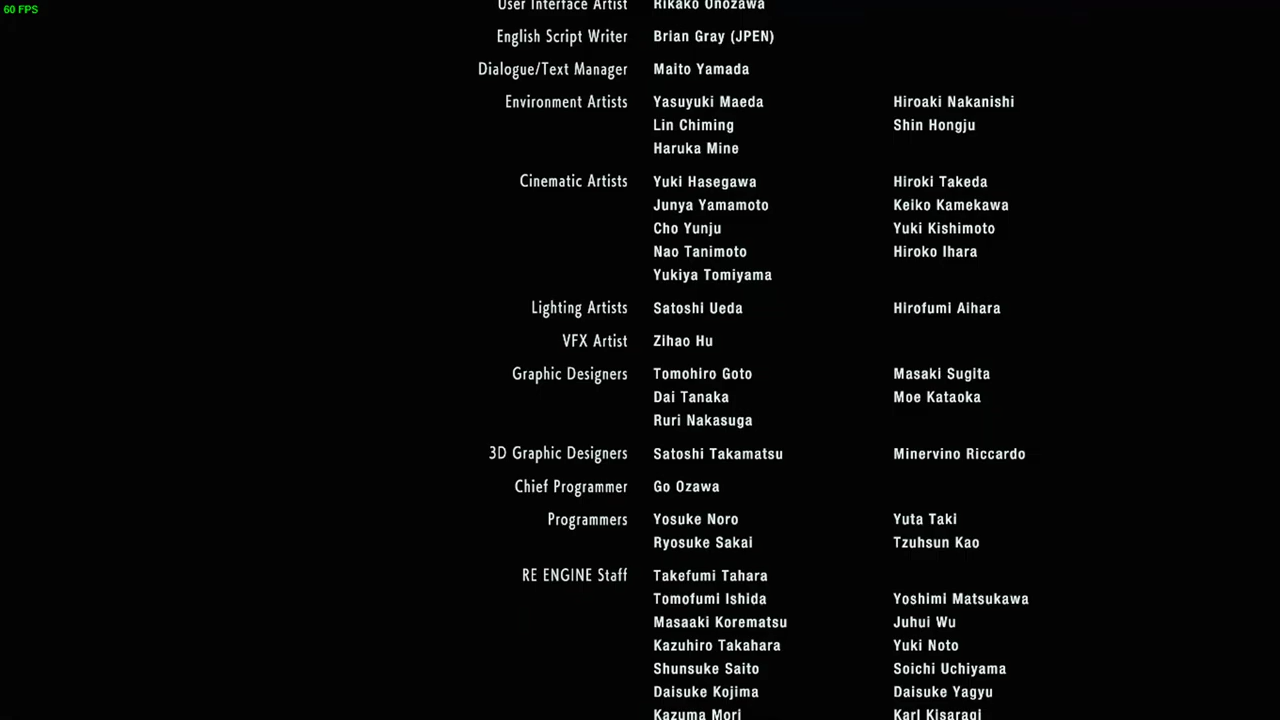 60 FPS
User Interface Artist Rikako Onozawa
English Script Writer Brian Gray (JPEN)
Dialogue/Text Manager Maito Yamada
Environment Artists Yasuyuki Maeda Hiroaki Nakanishi
Lin Chiming Shin Hongju
Haruka Mine
Cinematic Artists Yuki Hasegawa Hiroki Takeda
Junya Yamamoto Keiko Kamekawa
Cho Yunju Yuki Kishimoto
Nao Tanimoto Hiroko Ihara
Yukiya Tomiyama
Lighting Artists Satoshi Ueda Hirofumi Aihara
VFX Artist Zihao Hu
Graphic Designers Tomohiro Goto Masaki Sugita
Dai Tanaka Moe Kataoka
Ruri Nakasuga
3D Graphic Designers Satoshi Takamatsu Minervino Riccardo
Chief Programmer Go Ozawa
Programmers Yosuke Noro Yuta Taki
Ryosuke Sakai Tzuhsun Kao
RE ENGINE Staff Takefumi Tahara
Tomofumi Ishida Yoshimi Matsukawa
Masaaki Korematsu Juhui Wu
Kazuhiro Takahara Yuki Noto
Shunsuke Saito Soichi Uchiyama
Daisuke Kojima Daisuke Yagyu
Kazuma Mori Karl Kisaragi